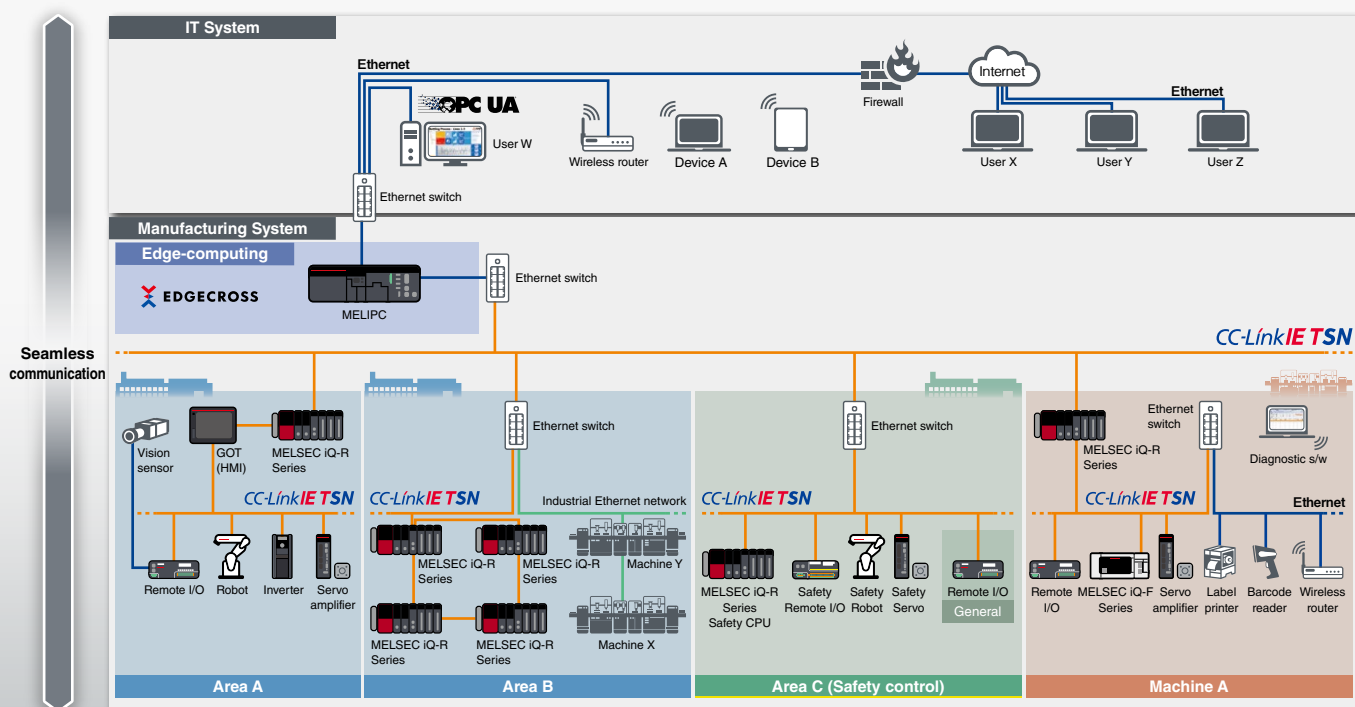 IT System
Ethernet
OPC UA
User W
Wireless router
Device A
Device B
Firewall
Internet
Ethernet
User X
User Y
User Z
Ethernet switch
Manufacturing System
Edge-computing
EDGECROSS
MELIPC
Ethernet switch
Seamless
communication
CC-Link IE TSN
Vision
sensor
GOT
(HMI)
MELSEC iQ-R
Series
CC-Link IE TSN
Remote I/O
Robot
Inverter
Servo
amplifier
Area A
Ethernet switch
CC-Link IE TSN
Industrial Ethernet network
MELSEC iQ-R
Series
MELSEC iQ-R
Series
Machine Y
MELSEC iQ-R
Series
MELSEC iQ-R
Series
Machine X
Area B
Ethernet switch
CC-Link IE TSN
MELSEC iQ-R
Series
Safety CPU
Safety
Remote I/O
Safety
Robot
Safety
Servo
Remote I/O
General
Area C (Safety control)
MELSEC iQ-R
Series
Ethernet
switch
Diagnostic s/w
CC-Link IE TSN
Ethernet
Remote
I/O
MELSEC iQ-F
Series
Servo
amplifier
Label
printer
Barcode
reader
Wireless
router
Machine A